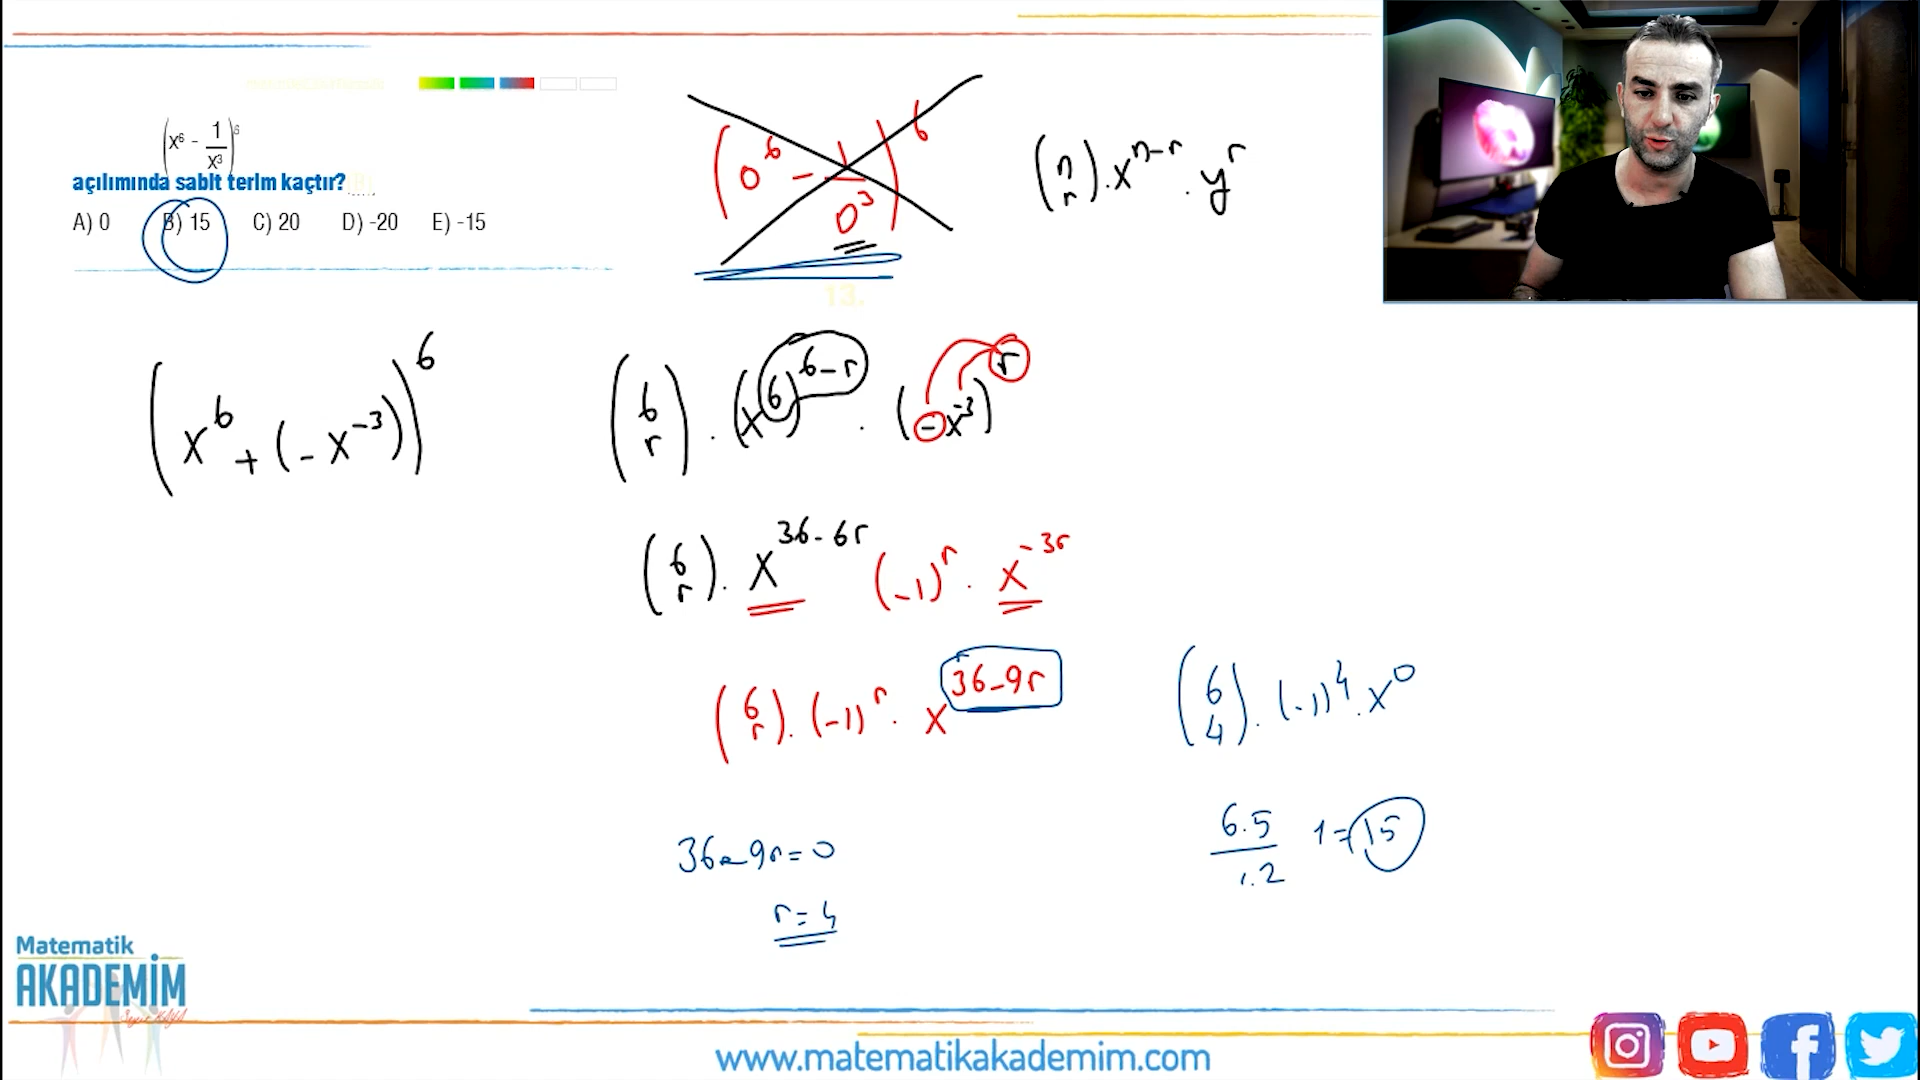 (x⁶ - 1/x³)⁶
açılımında sabit terim kaçtır?
A) 0 B) 15 C) 20 D) -20 E) -15
(0⁶ - 1/0³)⁶
(n r).x^(n-r).y^r
13.
(x⁶ + (-x⁻³))⁶
(6 r).(x⁶)^(6-r).(-x⁻³)^r
(6 r).x^(36-6r) (-1)^r.x^(-3r)
(6 r).(-1)^r.x^(36-9r)
(6 4).(-1)⁴.x⁰
36-9r=0
r=4
6.5/1.2 1=15
Matematik
AKADEMİM
www.matematikakademim.com